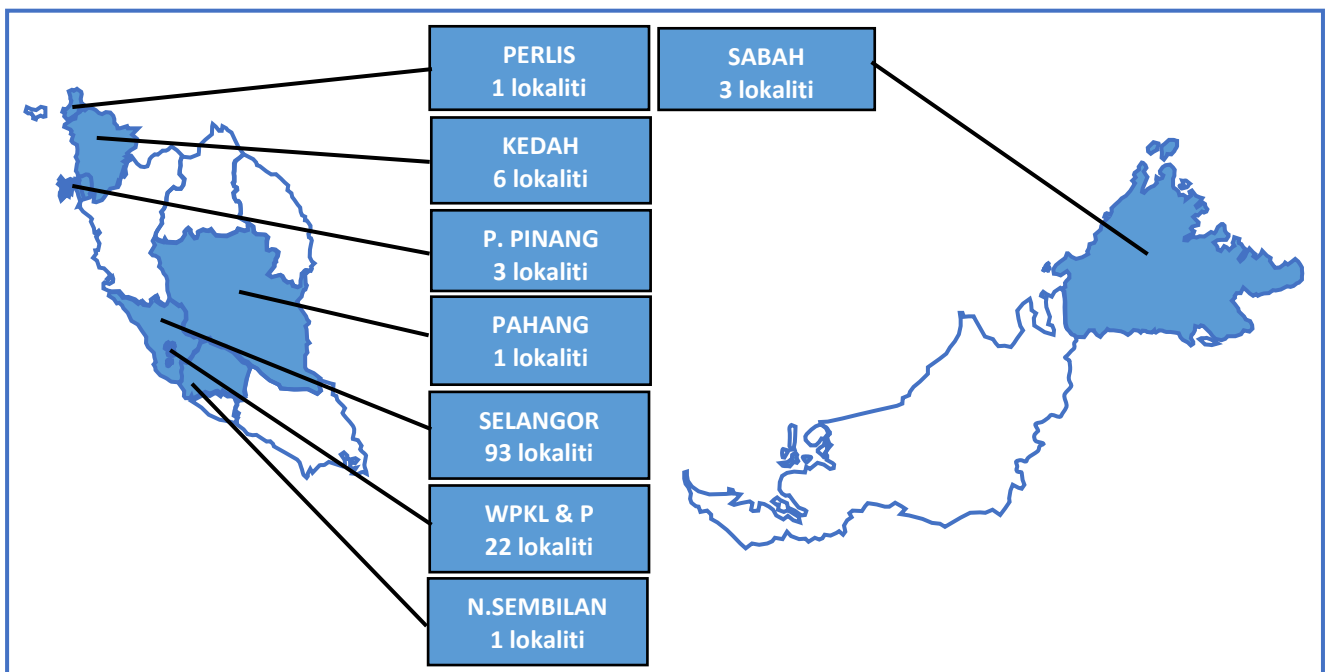 PERLIS
1 lokaliti
SABAH
3 lokaliti
KEDAH
6 lokaliti
P. PINANG
3 lokaliti
PAHANG
1 lokaliti
SELANGOR
93 lokaliti
WPKL & P
22 lokaliti
N.SEMBILAN
1 lokaliti